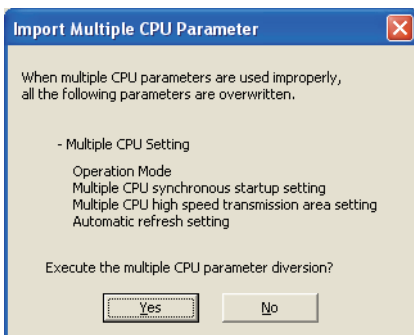 Import Multiple CPU Parameter
When multiple CPU parameters are used improperly,
all the following parameters are overwritten.
- Multiple CPU Setting
Operation Mode
Multiple CPU synchronous startup setting
Multiple CPU high speed transmission area setting
Automatic refresh setting
Execute the multiple CPU parameter diversion?
Yes No